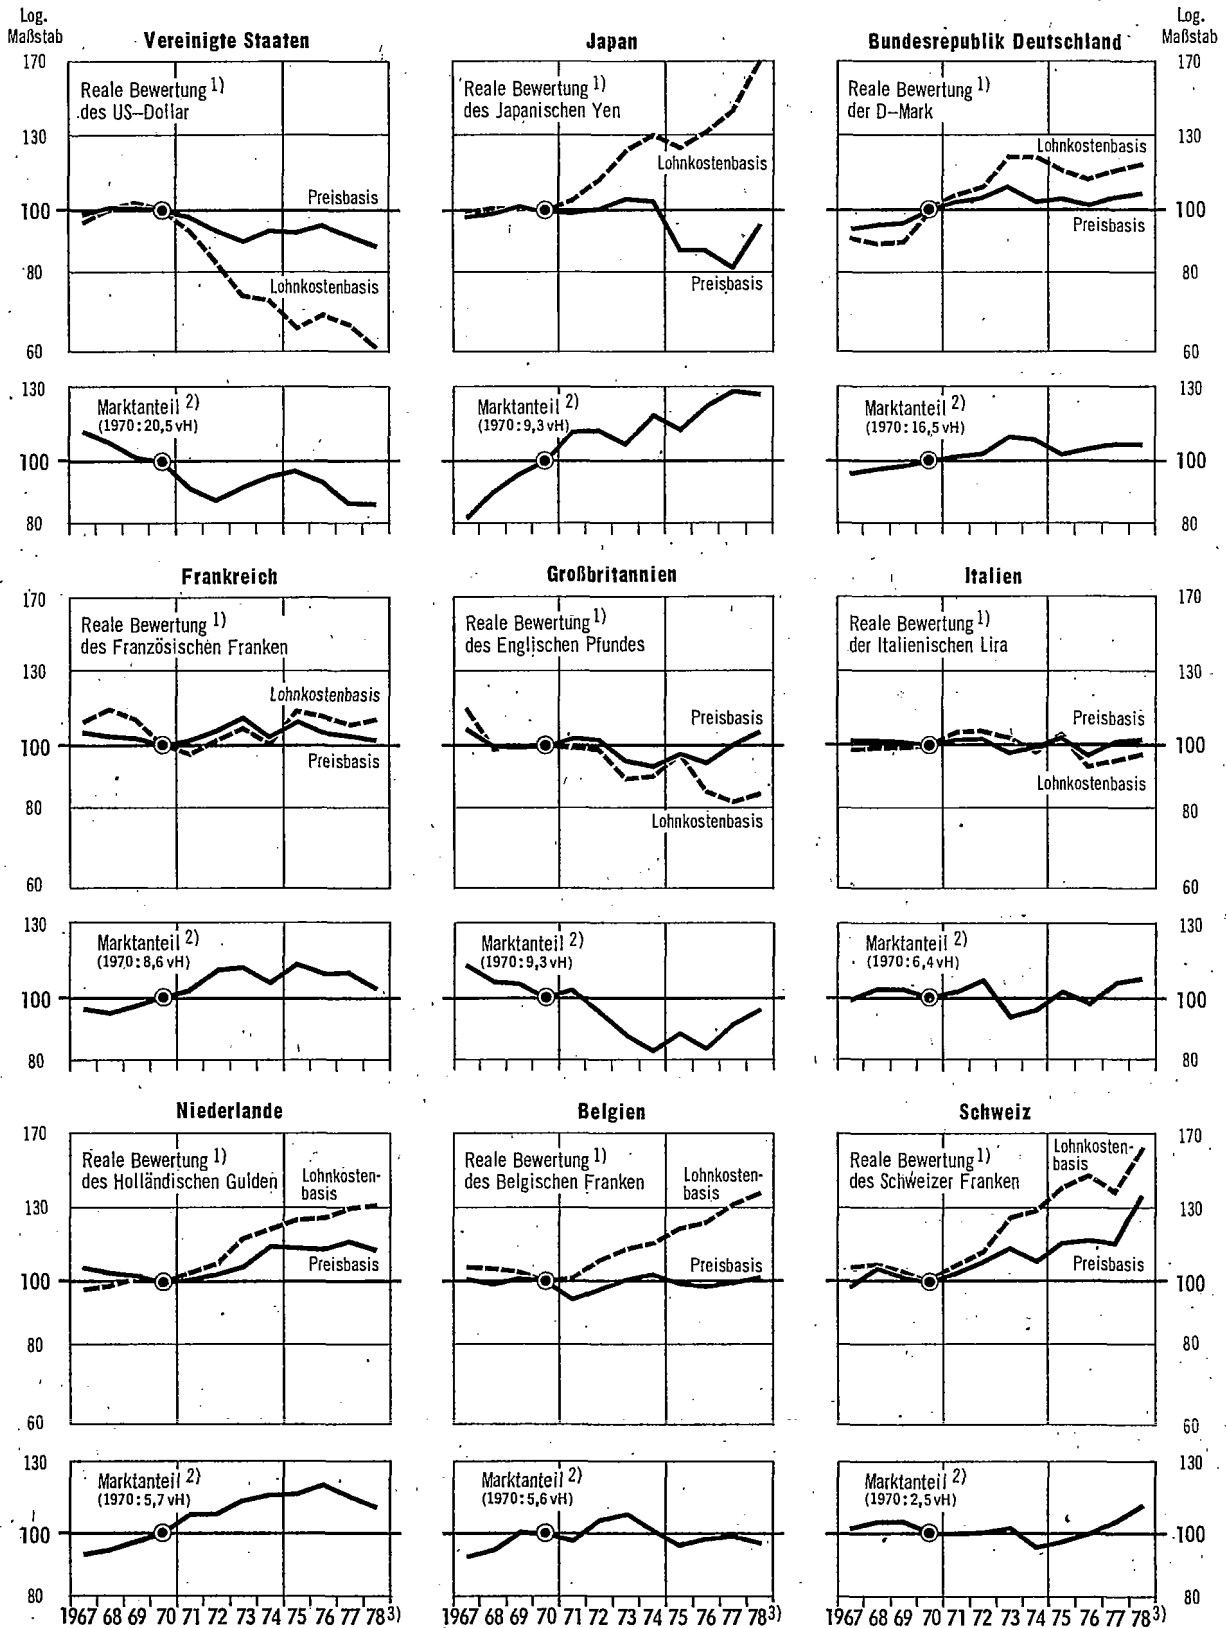 Log.
Maßstab
Vereinigte Staaten
Japan
Bundesrepublik Deutschland
Log.
Maßstab
170
130
100
80
60
Reale Bewertung 1)
des US-Dollar
Preisbasis
Lohnkostenbasis
Reale Bewertung 1)
des Japanischen Yen
Lohnkostenbasis
Preisbasis
Reale Bewertung 1)
der D-Mark
Lohnkostenbasis
Preisbasis
170
130
100
80
60
130
100
80
Marktanteil 2)
(1970: 20,5 vH)
Marktanteil 2)
(1970: 9,3 vH)
Marktanteil 2)
(1970: 16,5 vH)
130
100
80
Frankreich
Großbritannien
Italien
170
130
100
80
60
Reale Bewertung 1)
des Französischen Franken
Lohnkostenbasis
Preisbasis
Reale Bewertung 1)
des Englischen Pfundes
Preisbasis
Lohnkostenbasis
Reale Bewertung 1)
der Italienischen Lira
Preisbasis
Lohnkostenbasis
170
130
100
80
60
130
100
80
Marktanteil 2)
(1970: 8,6 vH)
Marktanteil 2)
(1970: 9,3 vH)
Marktanteil 2)
(1970: 6,4 vH)
130
100
80
Niederlande
Belgien
Schweiz
170
130
100
80
60
Reale Bewertung 1)
des Holländischen Gulden
Lohnkosten-
basis
Preisbasis
Reale Bewertung 1)
des Belgischen Franken
Lohnkosten-
basis
Preisbasis
Reale Bewertung 1)
des Schweizer Franken
Lohnkosten-
basis
Preisbasis
170
130
100
80
60
130
100
80
Marktanteil 2)
(1970: 5,7 vH)
Marktanteil 2)
(1970: 5,6 vH)
Marktanteil 2)
(1970: 2,5 vH)
130
100
80
1967 68 69 70 71 72 73 74 75 76 77 78 3)
1967 68 69 70 71 72 73 74 75 76 77 78 3)
1967 68 69 70 71 72 73 74 75 76 77 78 3)